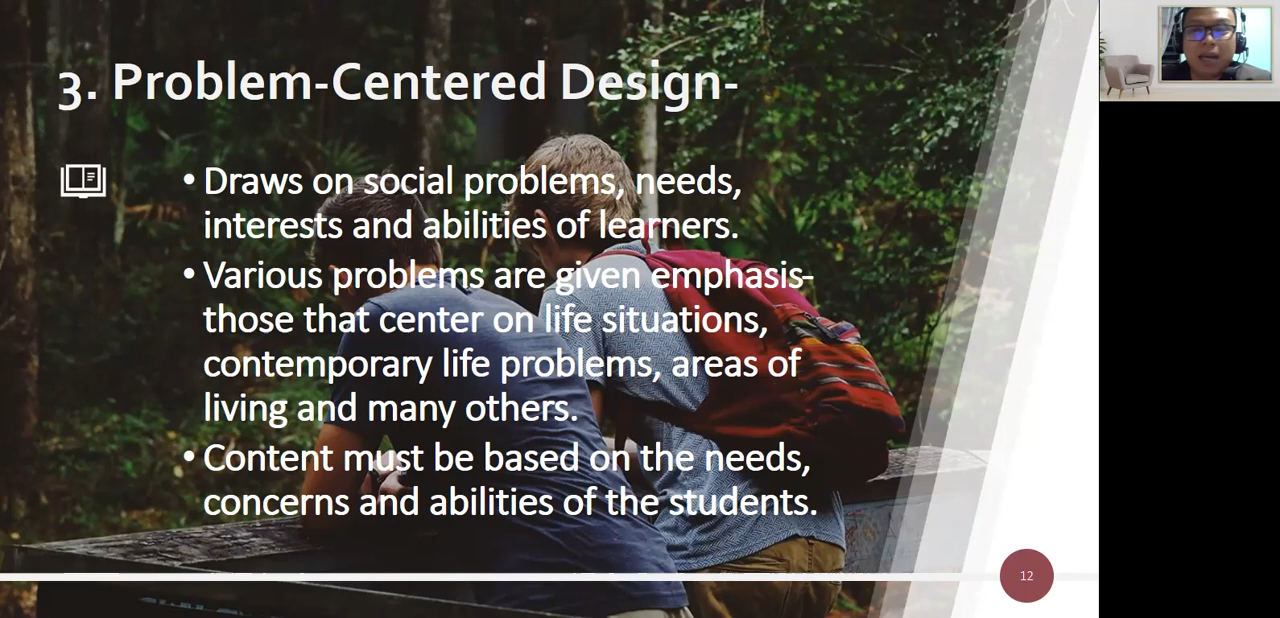 3. Problem-Centered Design-
• Draws on social problems, needs,
interests and abilities of learners.
• Various problems are given emphasis-
those that center on life situations,
contemporary life problems, areas of
living and many others.
• Content must be based on the needs,
concerns and abilities of the students.
12